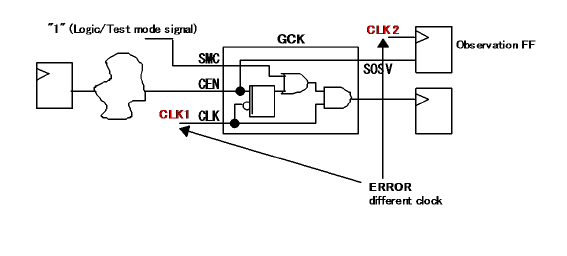 "1" (Logic/Test mode signal)
GCK
CLK2
Observation FF
SMC
SOSV
CEN
CLK1
CLK
ERROR
different clock